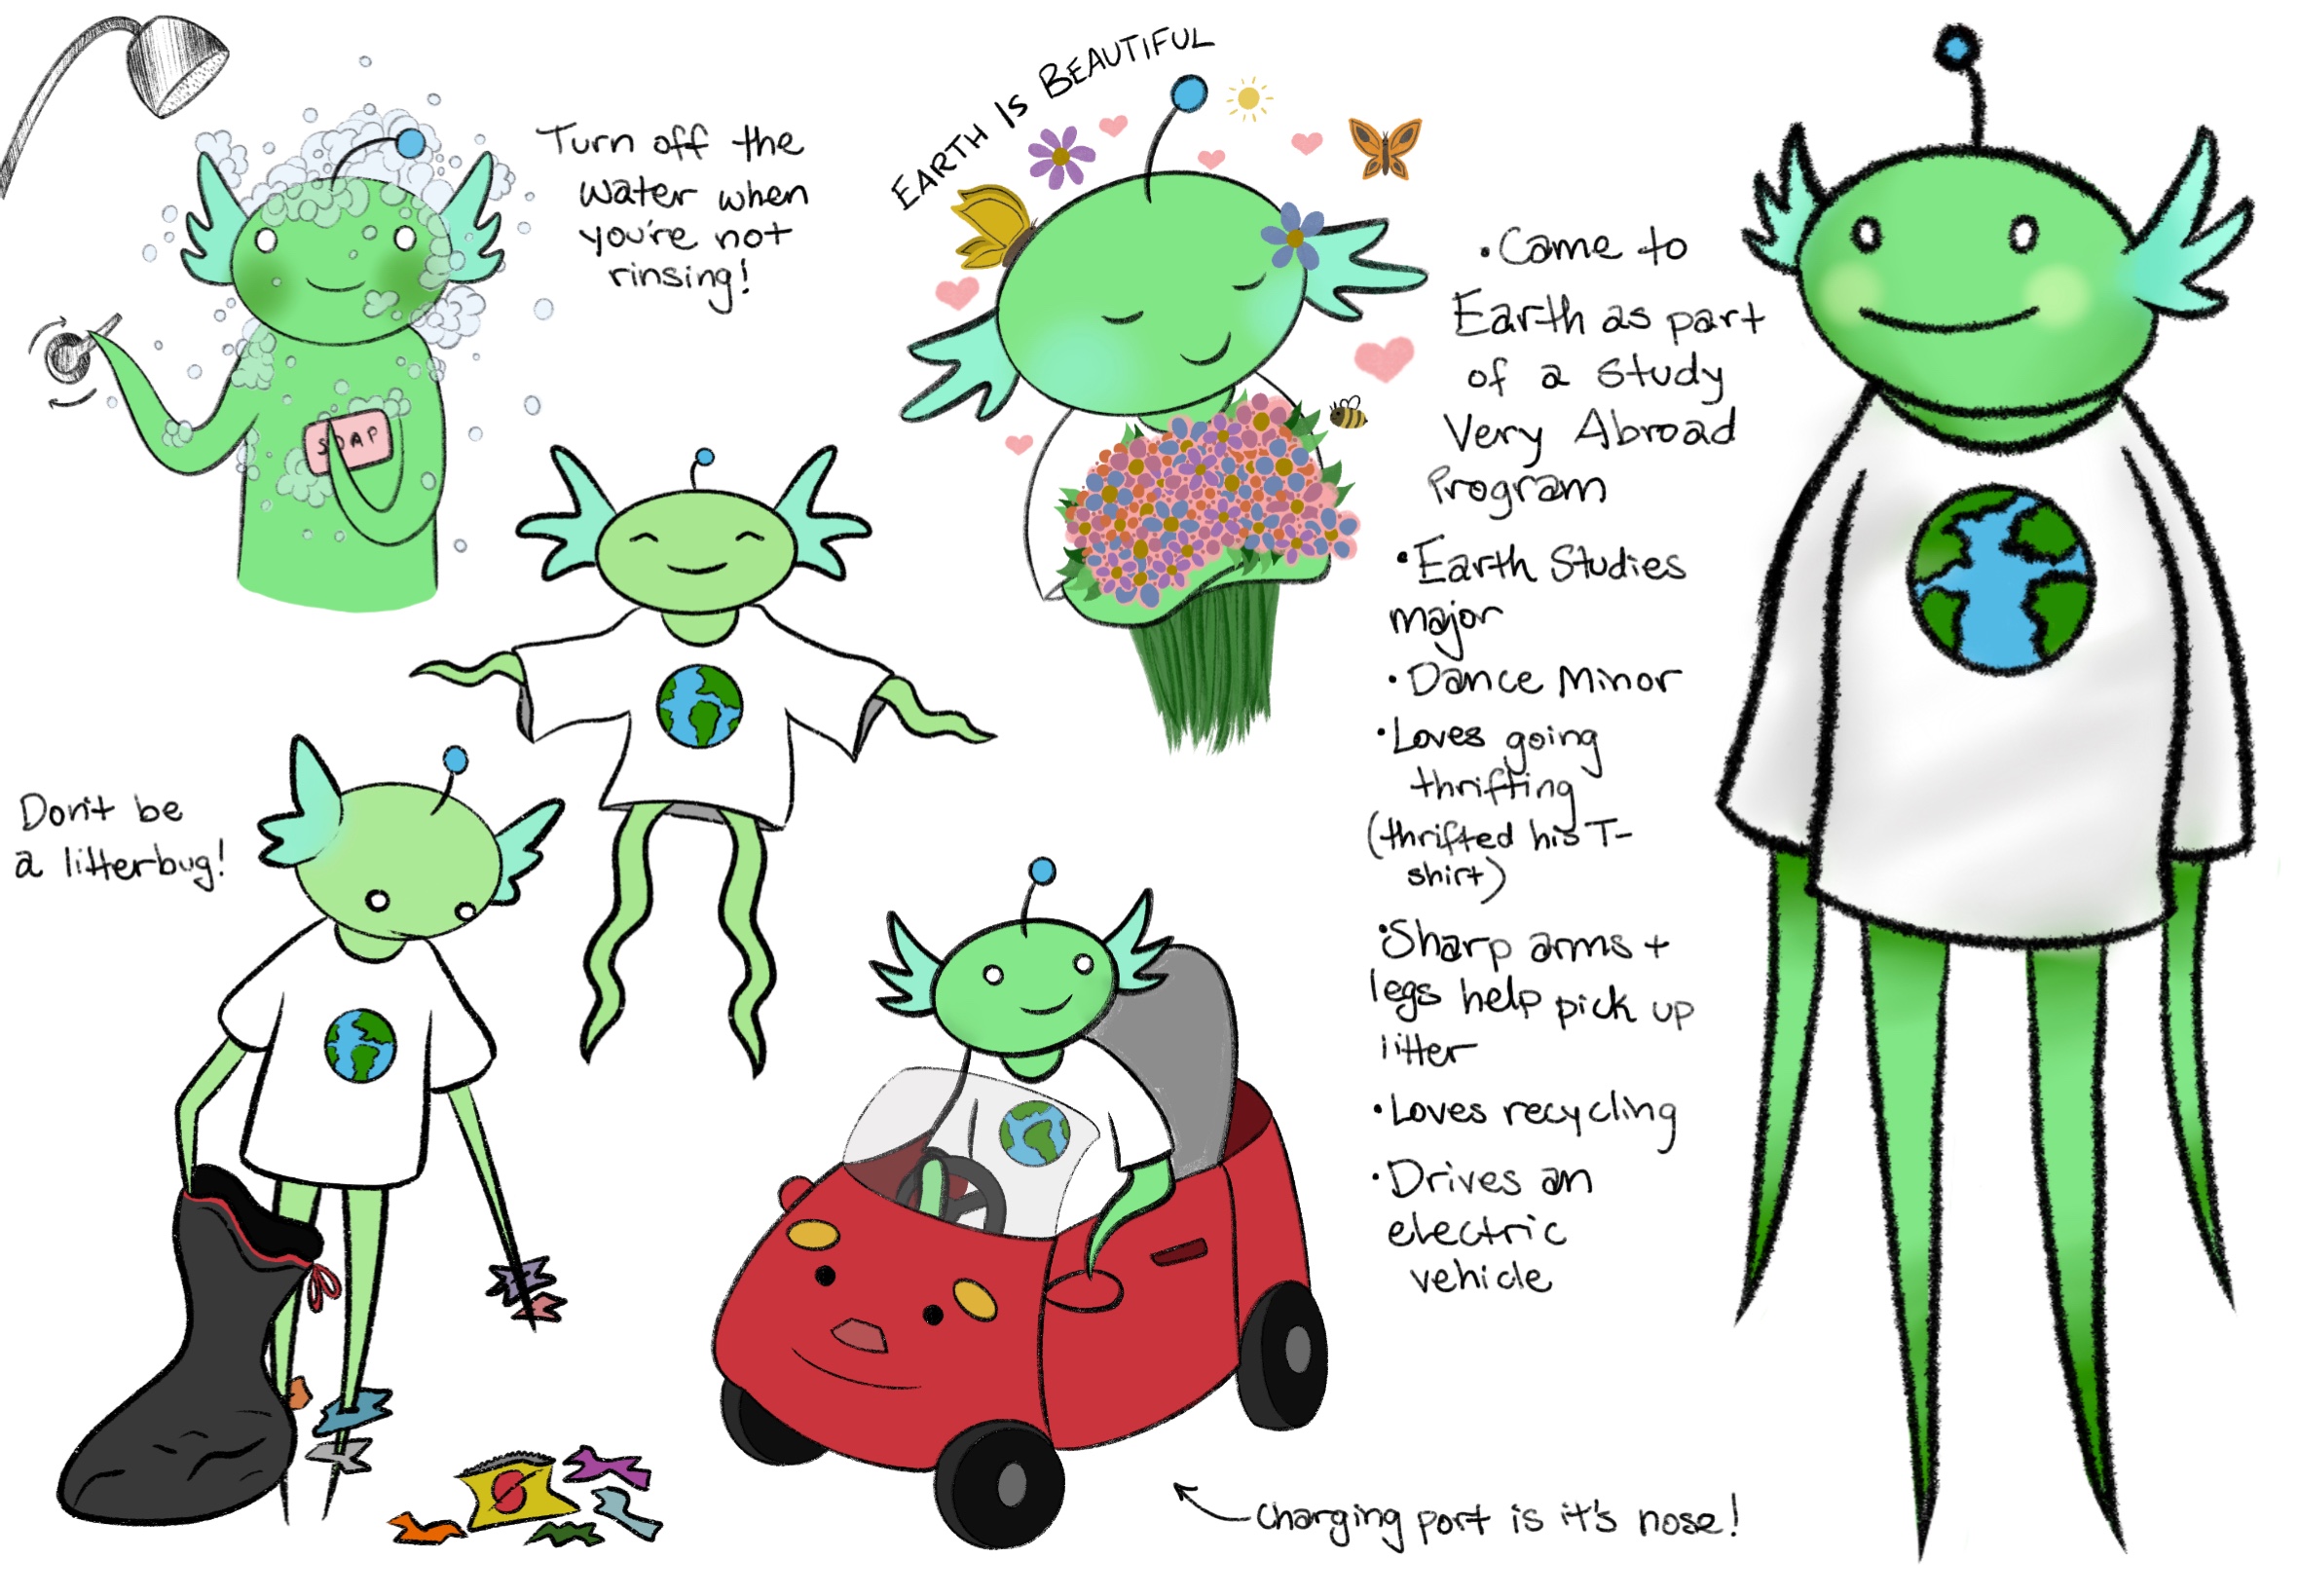 Turn off the
water when
you're not
rinsing!
SOAP
EARTH IS BEAUTIFUL
• Came to
Earth as part
of a Study
Very Abroad
Program
• Earth Studies
major
• Dance Minor
• Loves going
thrifting
(thrifted his T-
shirt)
• Sharp arms +
legs help pick up
litter
• Loves recycling
• Drives an
electric
vehicle
Don't be
a litterbug!
Charging port is it's nose!